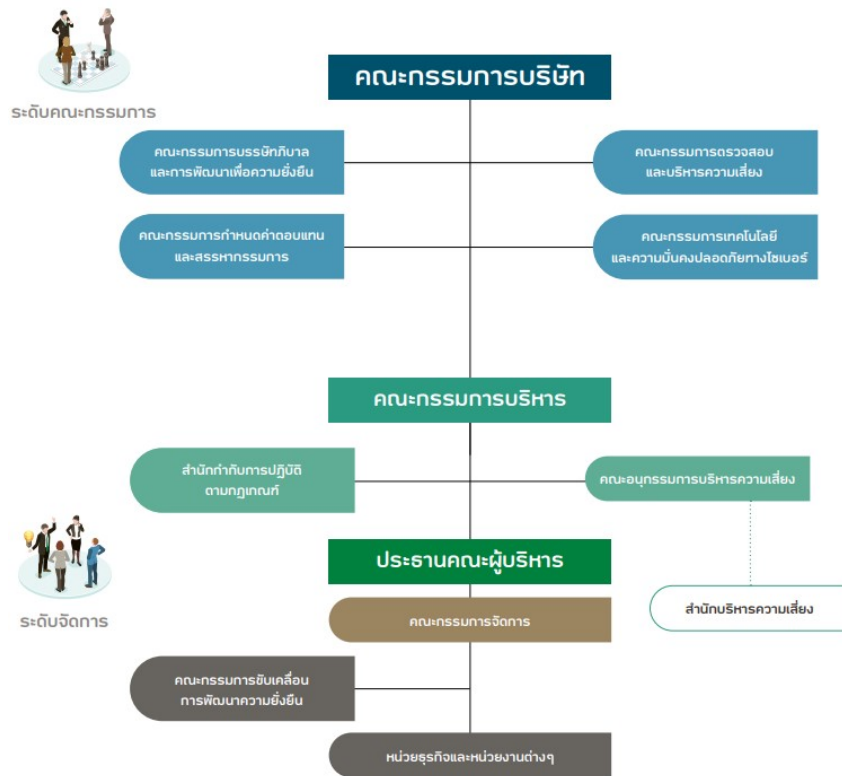 คณะกรรมการบริษัท
ระดับคณะกรรมการ
คณะกรรมการบรรษัทภิบาล
และการพัฒนาเพื่อความยั่งยืน
คณะกรรมการตรวจสอบ
และบริหารความเสี่ยง
คณะกรรมการกำหนดค่าตอบแทน
และสรรหากรรมการ
คณะกรรมการเทคโนโลยี
และความมั่นคงปลอดภัยทางไซเบอร์
คณะกรรมการบริหาร
สำนักกำกับการปฏิบัติ
ตามกฎเกณฑ์
คณะอนุกรรมการบริหารความเสี่ยง
ประธานคณะผู้บริหาร
ระดับจัดการ
สำนักบริหารความเสี่ยง
คณะกรรมการจัดการ
คณะกรรมการขับเคลื่อน
การพัฒนาความยั่งยืน
หน่วยธุรกิจและหน่วยงานต่างๆ